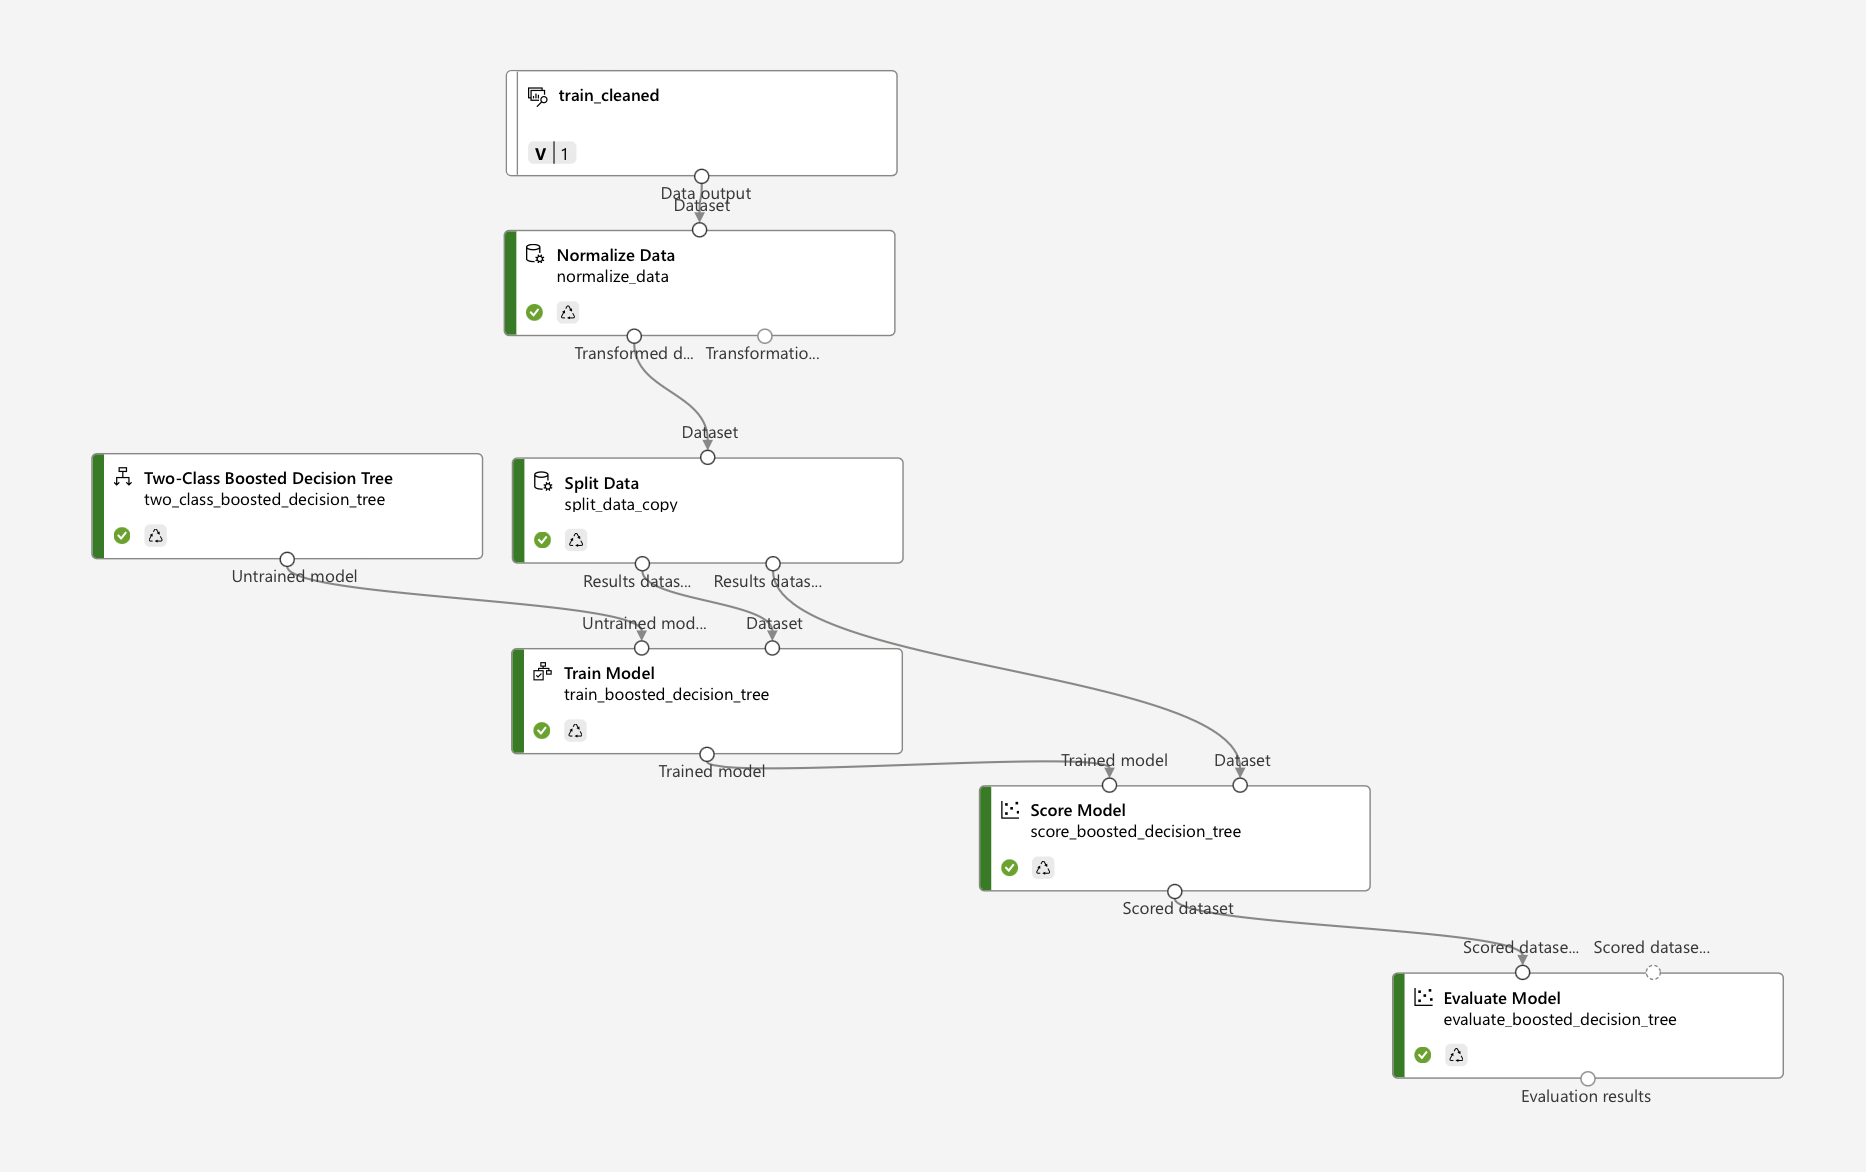 train_cleaned
V 1
Data output
Dataset
Normalize Data
normalize_data
Transformed d... Transformatio...
Dataset
Two-Class Boosted Decision Tree
two_class_boosted_decision_tree
Untrained model
Split Data
split_data_copy
Results datas... Results datas...
Untrained mod... Dataset
Train Model
train_boosted_decision_tree
Trained model
Trained model Dataset
Score Model
score_boosted_decision_tree
Scored dataset
Scored datase... Scored datase...
Evaluate Model
evaluate_boosted_decision_tree
Evaluation results